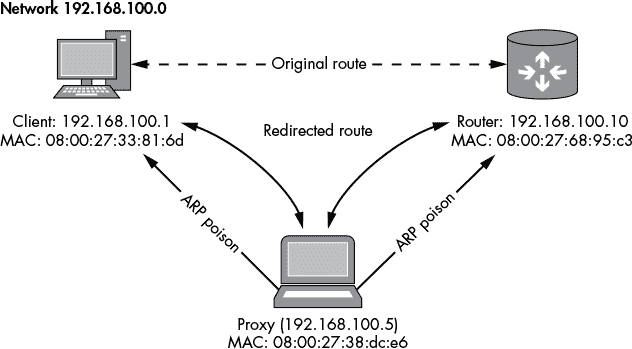 Network 192.168.100.0
Original route
Client: 192.168.100.1
MAC: 08:00:27:33:81:6d
Router: 192.168.100.10
MAC: 08:00:27:68:95:c3
Redirected route
ARP poison
ARP poison
Proxy (192.168.100.5)
MAC: 08:00:27:38:dc:e6